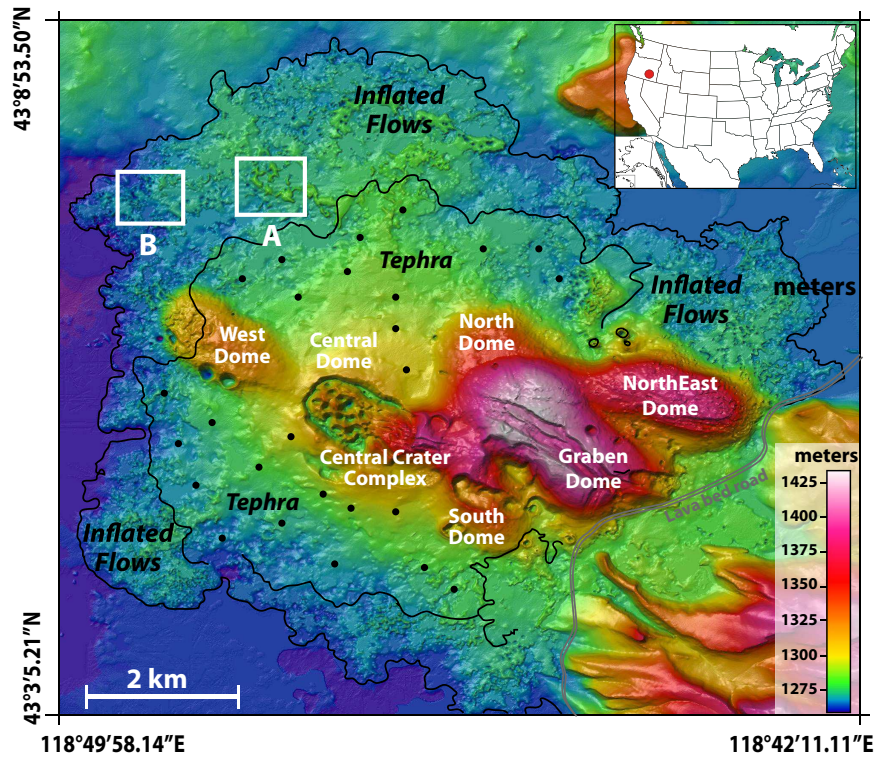 43°8’53.50”N
Inflated
Flows
B
A
Tephra
Inflated
Flows
meters
West
Dome
Central
Dome
North
Dome
NorthEast
Dome
Central Crater
Complex
Graben
Dome
South
Dome
Tephra
Inflated
Flows
Lava bed road
meters
1425
1400
1375
1350
1325
1300
1275
2 km
43°3’5.21”N
118°49’58.14”E
118°42’11.11”E